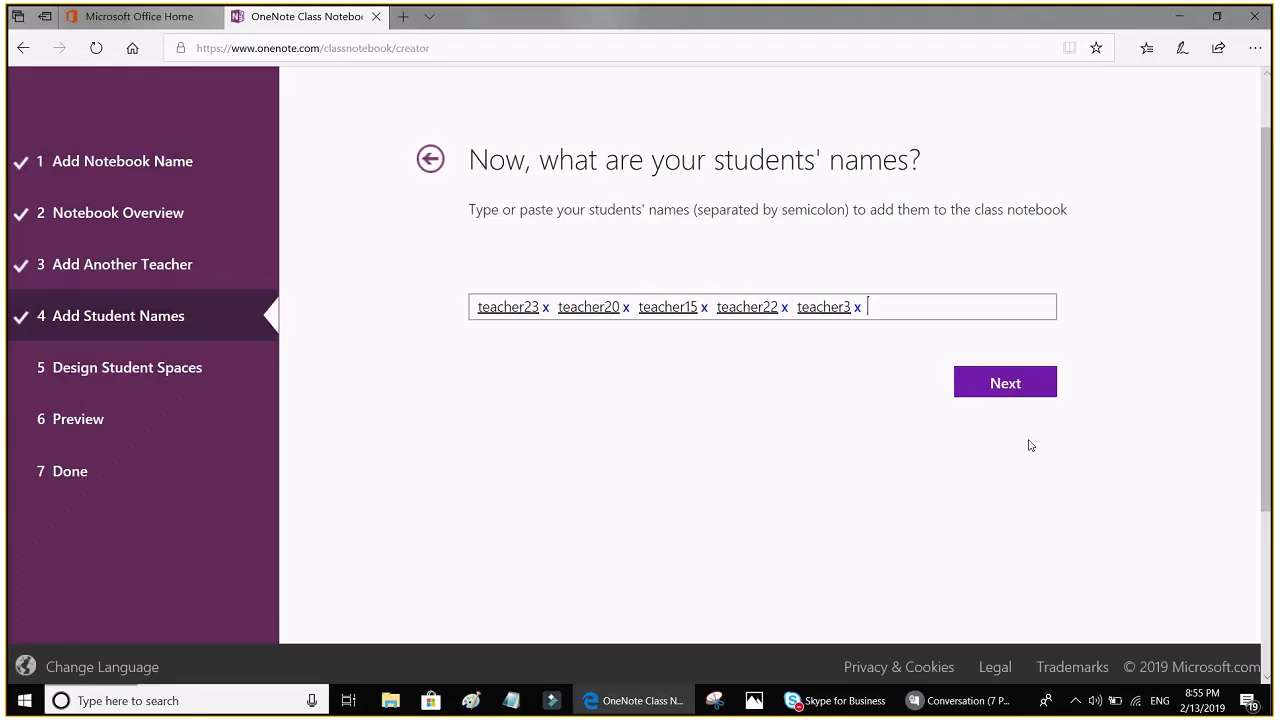 Microsoft Office Home
OneNote Class Noteboo
https://www.onenote.com/classnotebook/creator
1 Add Notebook Name
2 Notebook Overview
3 Add Another Teacher
4 Add Student Names
5 Design Student Spaces
6 Preview
7 Done
Now, what are your students' names?
Type or paste your students' names (separated by semicolon) to add them to the class notebook
teacher23 x teacher20 x teacher15 x teacher22 x teacher3 x
Next
Change Language
Privacy & Cookies Legal Trademarks © 2019 Microsoft.com
Type here to search
OneNote Class N...
Skype for Business
Conversation (7 P...
ENG
8:55 PM
2/13/2019
19